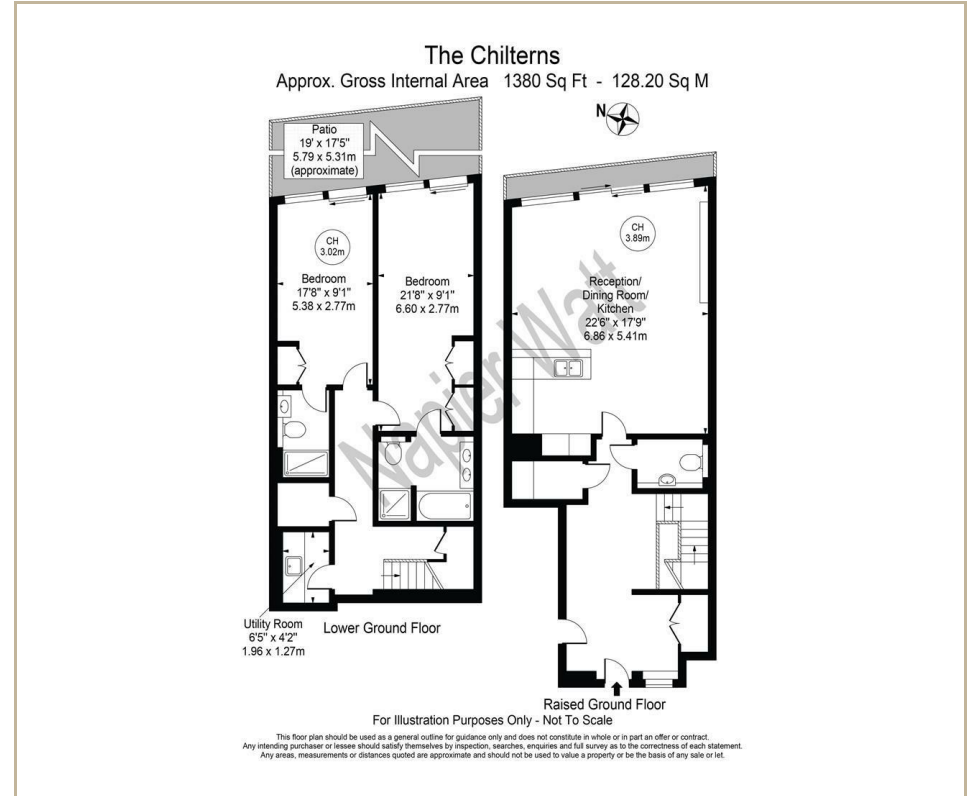 The Chilterns
Approx. Gross Internal Area 1380 Sq Ft - 128.20 Sq M
N
Patio
19' x 17'5"
5.79 x 5.31m
(approximate)
CH
3.02m
Bedroom
17'8" x 9'1"
5.38 x 2.77m
Bedroom
21'8" x 9'1"
6.60 x 2.77m
CH
3.89m
Reception/
Dining Room/
Kitchen
22'6" x 17'9"
6.86 x 5.41m
Napier Watt
Utility Room
6'5" x 4'2"
1.96 x 1.27m
Lower Ground Floor
Raised Ground Floor
For Illustration Purposes Only - Not To Scale
This floor plan should be used as a general outline for guidance only and does not constitute in whole or in part an offer or contract.
Any intending purchaser or lessee should satisfy themselves by inspection, searches, enquiries and full survey as to the correctness of each statement.
Any areas, measurements or distances quoted are approximate and should not be used to value a property or be the basis of any sale or let.